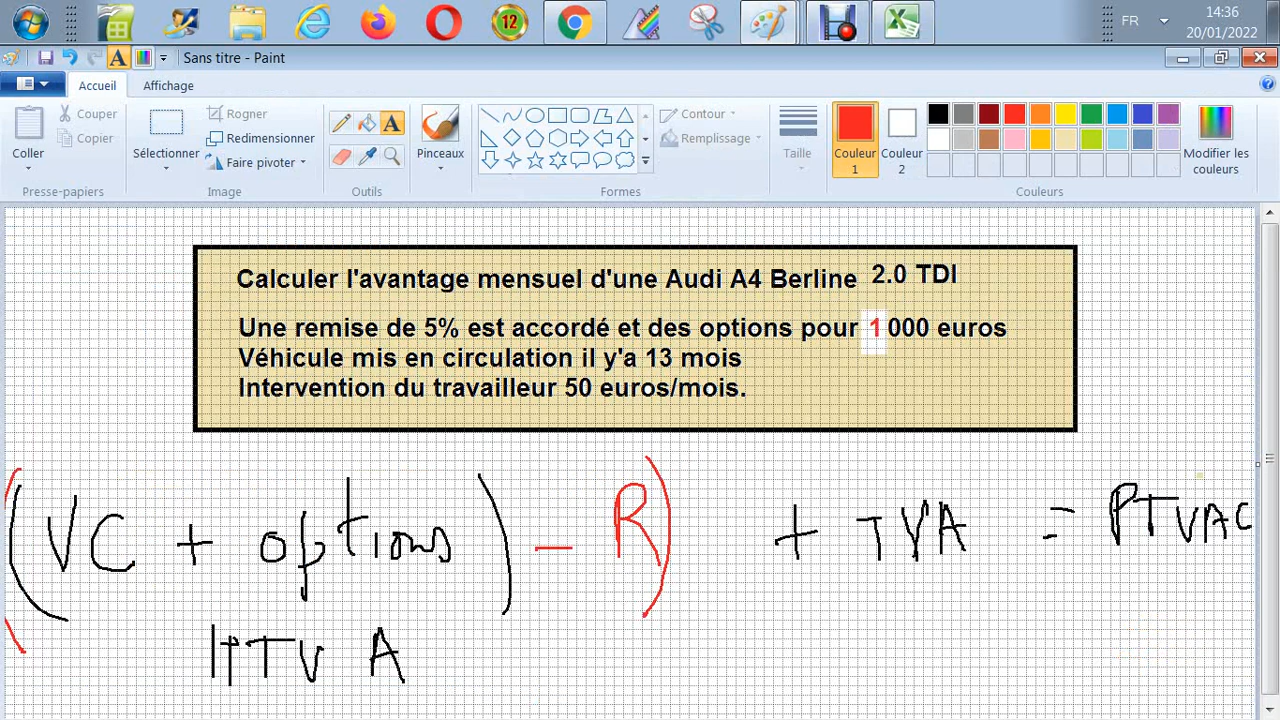 12
FR
14:36
20/01/2022
Sans titre - Paint
Accueil
Affichage
Coller
Couper
Copier
Presse-papiers
Sélectionner
Rogner
Redimensionner
Faire pivoter
Image
A
Outils
Pinceaux
Contour
Remplissage
Formes
Taille
Couleur 1
Couleur 2
Modifier les couleurs
Couleurs
Calculer l'avantage mensuel d'une Audi A4 Berline 2.0 TDI
Une remise de 5% est accordé et des options pour 1 000 euros
Véhicule mis en circulation il y'a 13 mois
Intervention du travailleur 50 euros/mois.
((VC + options) - R) + TVA = PTVAC
HTVA